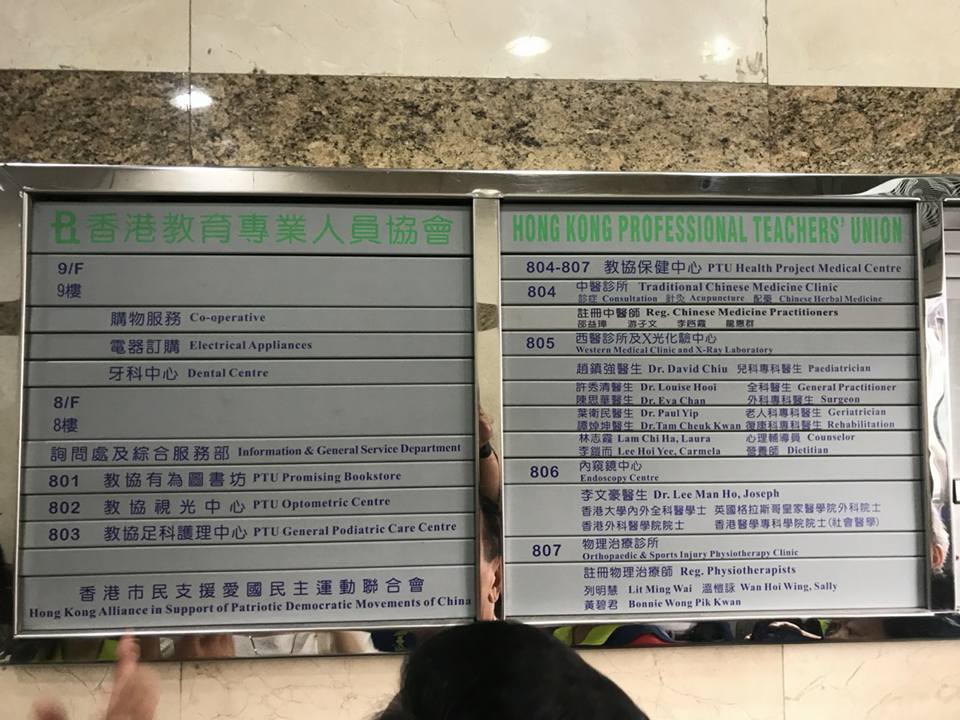 香港教育專業人員協會
9/F
9樓
購物服務 Co-operative
電器訂購 Electrical Appliances
牙科中心 Dental Centre
8/F
8樓
詢問處及綜合服務部 Information & General Service Department
801 教協有為圖書坊 PTU Promising Bookstore
802 教協視光中心 PTU Optometric Centre
803 教協足科護理中心 PTU General Podiatric Care Centre
香港市民支援愛國民主運動聯合會
Hong Kong Alliance in Support of Patriotic Democratic Movements of China
HONG KONG PROFESSIONAL TEACHERS' UNION
804-807 教協保健中心 PTU Health Project Medical Centre
804 中醫診所 Traditional Chinese Medicine Clinic
診症 Consultation 針灸 Acupuncture 配藥 Chinese Herbal Medicine
註冊中醫師 Reg. Chinese Medicine Practitioners
邵益璋 游子文 龍惠群
805 西醫診所及X光化驗中心
Western Medical Clinic and X-Ray Laboratory
趙鎮強醫生 Dr. David Chiu 兒科專科醫生 Paediatrician
許秀清醫生 Dr. Louise Hooi 全科醫生 General Practitioner
陳思華醫生 Dr. Eva Chan 外科專科醫生 Surgeon
葉衛民醫生 Dr. Paul Yip 老人科專科醫生 Geriatrician
譚焯坤醫生 Dr. Tam Cheuk Kwan 復康科專科醫生 Rehabilitation
林志霞 Lam Chi Ha, Laura 心理輔導員 Counselor
李鎧而 Lee Hoi Yee, Carmela 營養師 Dietitian
806 內窺鏡中心
Endoscopy Centre
李文豪醫生 Dr. Lee Man Ho, Joseph
香港大學內外全科醫學士 英國格拉斯哥皇家醫學院外科院士
香港外科醫學院院士 香港醫學專科學院院士(社會醫學)
807 物理治療診所
Orthopaedic & Sports Injury Physiotherapy Clinic
註冊物理治療師 Reg. Physiotherapists
列明慧 Lit Ming Wai 溫愷詠 Wan Hoi Wing, Sally
黃碧君 Bonnie Wong Pik Kwan